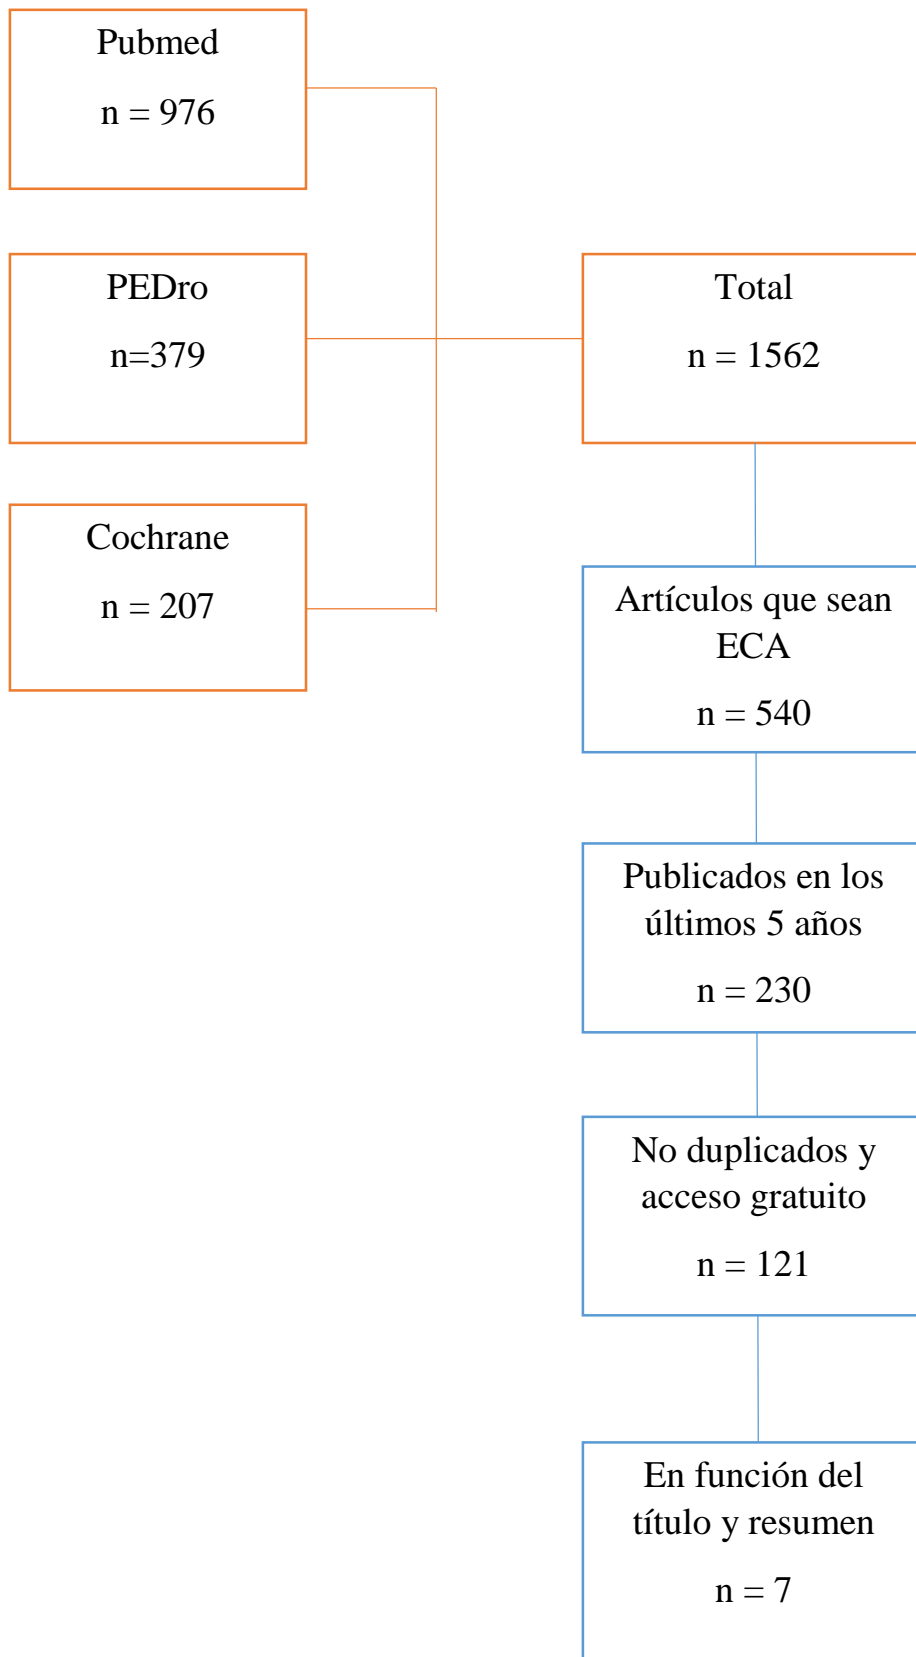 Pubmed
n = 976
PEDro
n=379
Cochrane
n = 207
Total
n = 1562
Artículos que sean
ECA
n = 540
Publicados en los
últimos 5 años
n = 230
No duplicados y
acceso gratuito
n = 121
En función del
título y resumen
n = 7